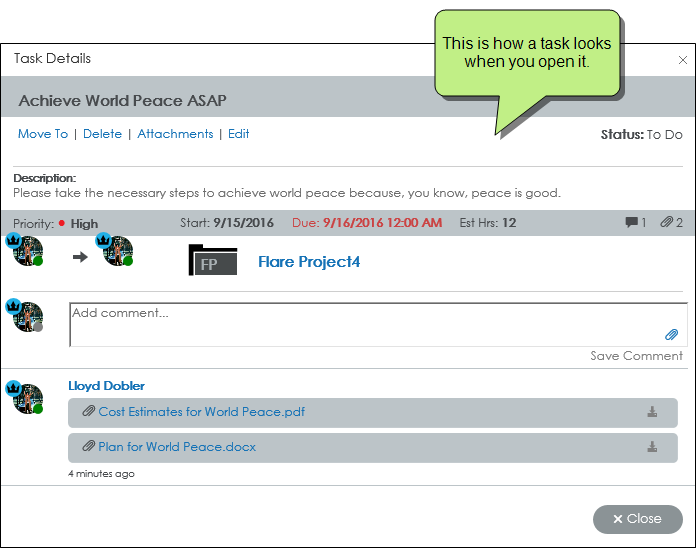 This is how a task looks
when you open it.
Task Details
Achieve World Peace ASAP
Move To | Delete | Attachments | Edit
Status: To Do
Description:
Please take the necessary steps to achieve world peace because, you know, peace is good.
Priority: High Start: 9/15/2016 Due: 9/16/2016 12:00 AM Est Hrs: 12 1 2
FP Flare Project4
Add comment...
Save Comment
Lloyd Dobler
Cost Estimates for World Peace.pdf
Plan for World Peace.docx
4 minutes ago
Close